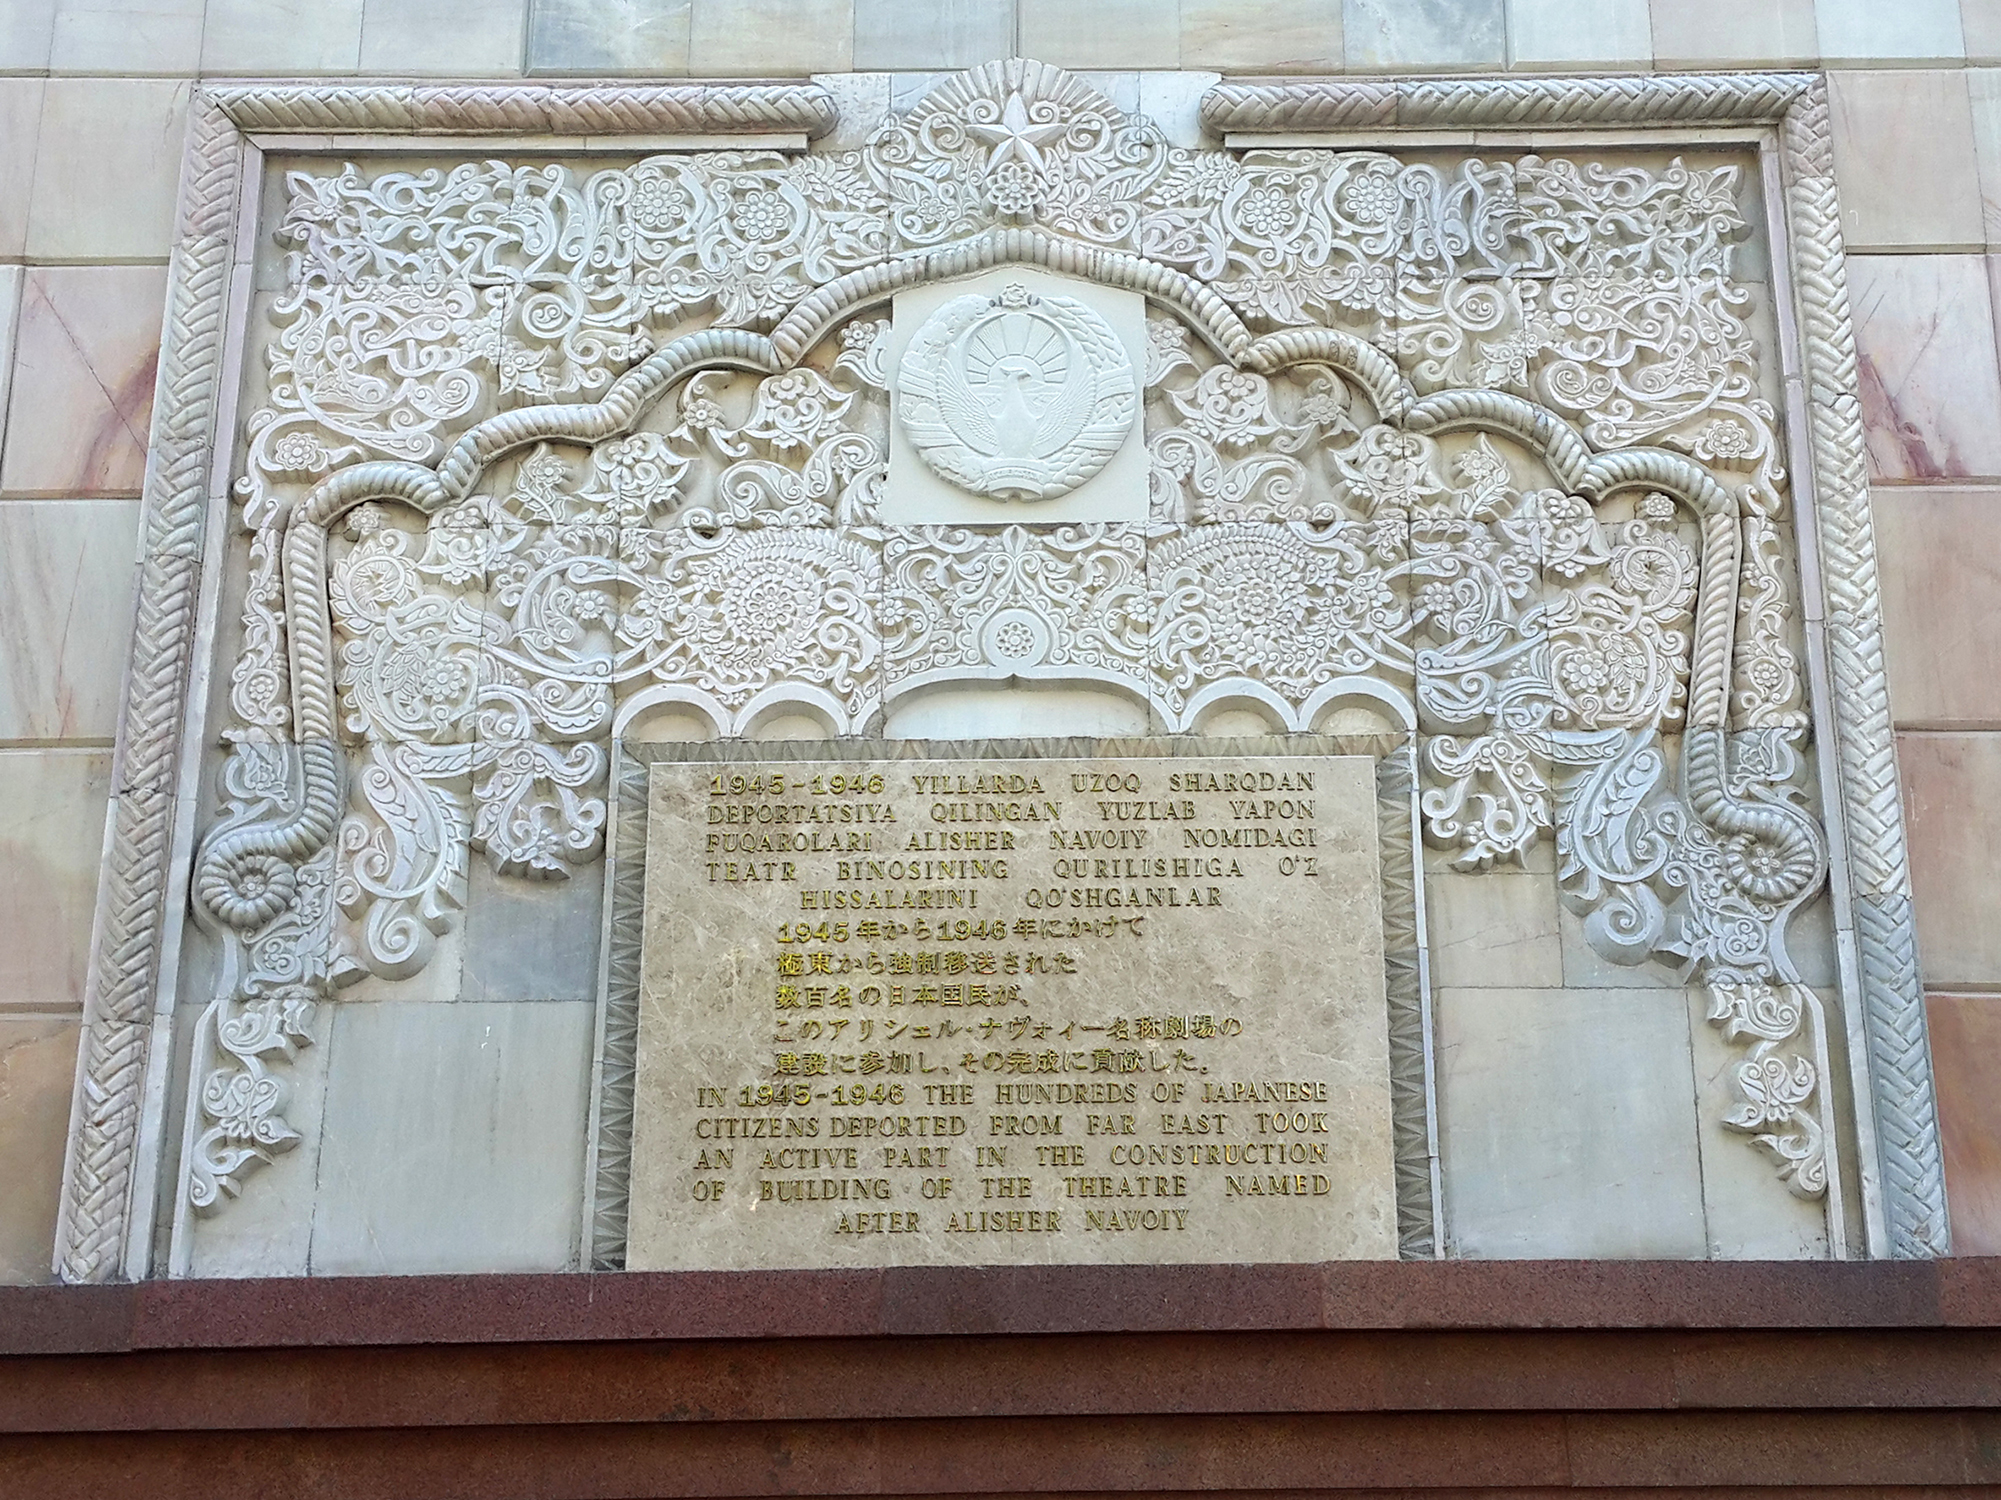 1945-1946 YILLARDA UZOQ SHARQDAN
DEPORTATSIYA QILINGAN YUZLAB YAPON
FUQAROLARI ALISHER NAVOIY NOMIDAGI
TEATR BINOSINING QURILISHIGA O'Z
HISSALARINI QO'SHGANLAR
1945年から1946年にかけて
極東から強制移送された
数百名の日本国民が、
このアリシェル・ナヴォイー名称劇場の
建設に参加し、その完成に貢献した。
IN 1945-1946 THE HUNDREDS OF JAPANESE
CITIZENS DEPORTED FROM FAR EAST TOOK
AN ACTIVE PART IN THE CONSTRUCTION
OF BUILDING OF THE THEATRE NAMED
AFTER ALISHER NAVOIY